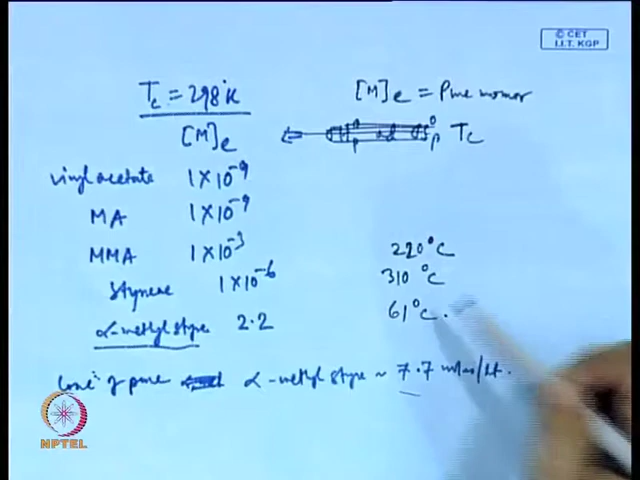 © CET
I.I.T. KGP
Tc = 298°K
[M]e = Pure monomer
[M]e
Tc
vinyl acetate 1 × 10⁻⁹
MA 1 × 10⁻⁹
MMA 1 × 10⁻³ 220°C
Styrene 1 × 10⁻⁶ 310°C
α-methyl styre 2.2 61°C.
Conc. of pure α-methyl styre ~ 7.7 moles/lt.
NPTEL